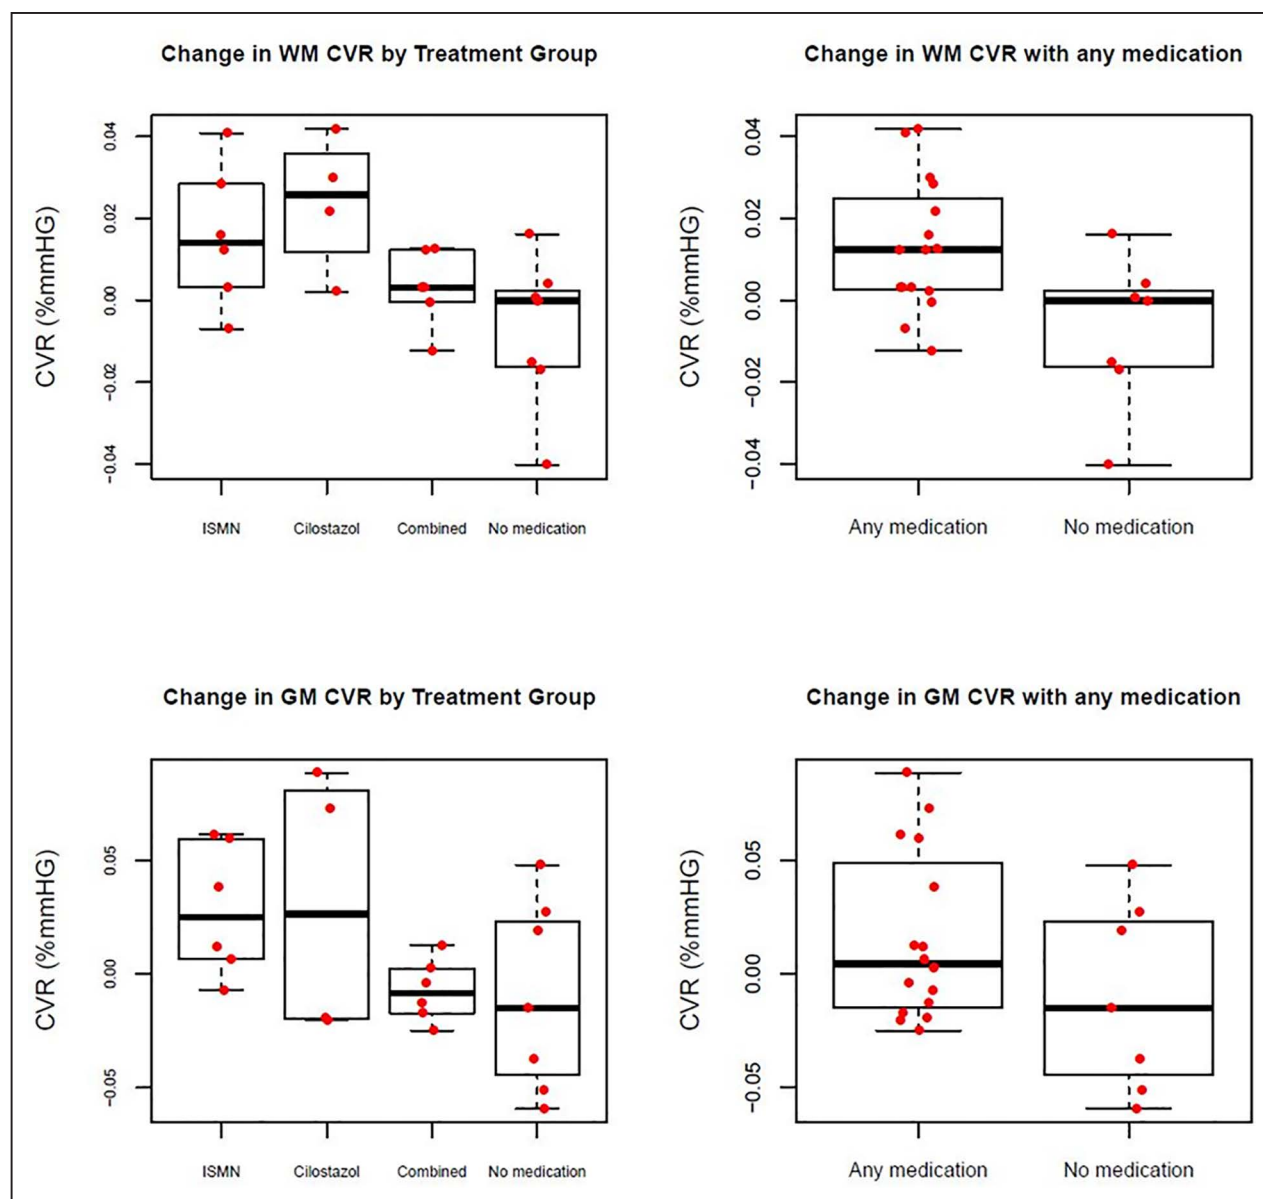 Change in WM CVR by Treatment Group
CVR (%mmHG)
0.04
0.02
0.00
−0.02
−0.04
ISMN Cilostazol Combined No medication
Change in WM CVR with any medication
CVR (%mmHG)
0.04
0.02
0.00
−0.02
−0.04
Any medication No medication
Change in GM CVR by Treatment Group
CVR (%mmHG)
0.05
0.00
−0.05
ISMN Cilostazol Combined No medication
Change in GM CVR with any medication
CVR (%mmHG)
0.05
0.00
−0.05
Any medication No medication